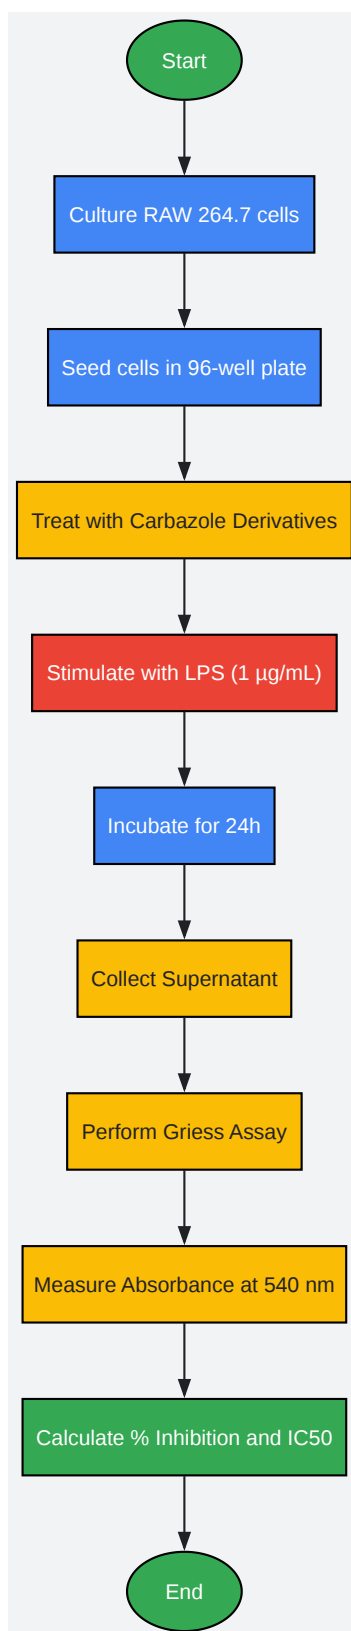 Start
Culture RAW 264.7 cells
Seed cells in 96-well plate
Treat with Carbazole Derivatives
Stimulate with LPS (1 µg/mL)
Incubate for 24h
Collect Supernatant
Perform Griess Assay
Measure Absorbance at 540 nm
Calculate % Inhibition and IC50
End